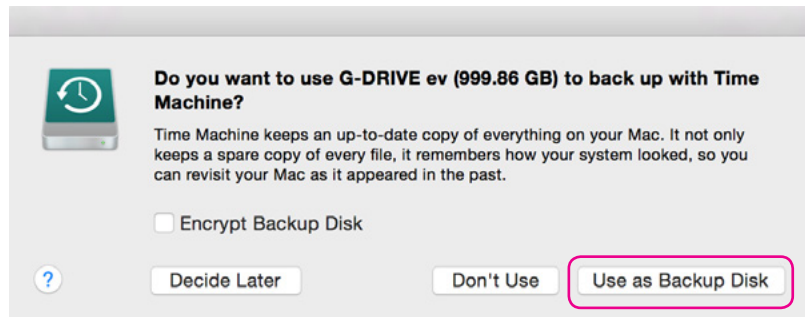 Do you want to use G-DRIVE ev (999.86 GB) to back up with Time
Machine?
Time Machine keeps an up-to-date copy of everything on your Mac. It not only
keeps a spare copy of every file, it remembers how your system looked, so you
can revisit your Mac as it appeared in the past.
Encrypt Backup Disk
? Decide Later Don't Use Use as Backup Disk